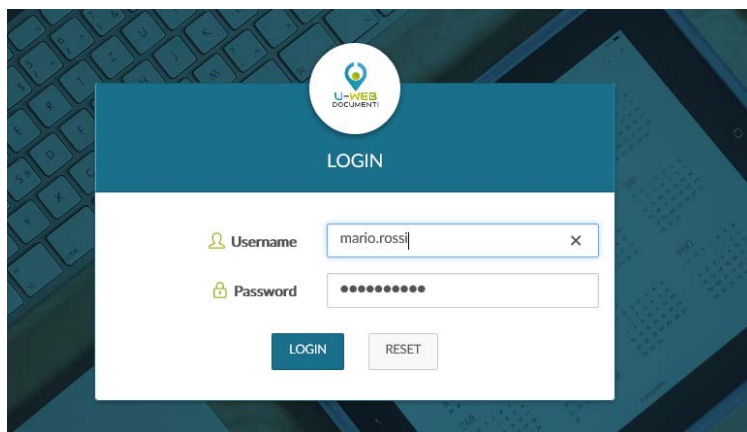 U-WEB
DOCUMENTI
LOGIN
Username
mario.rossi
Password
●●●●●●●●●●
LOGIN
RESET